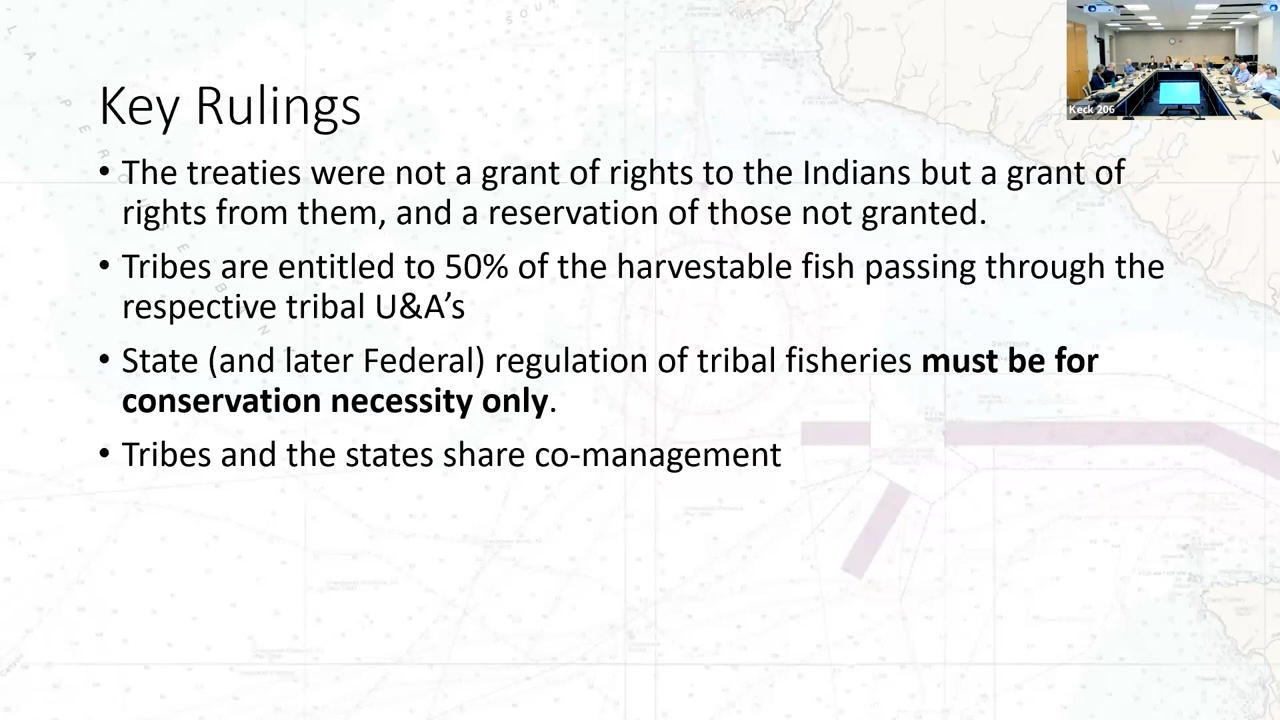 Key Rulings
Keck 206
• The treaties were not a grant of rights to the Indians but a grant of
rights from them, and a reservation of those not granted.
• Tribes are entitled to 50% of the harvestable fish passing through the
respective tribal U&A’s
• State (and later Federal) regulation of tribal fisheries must be for
conservation necessity only.
• Tribes and the states share co-management